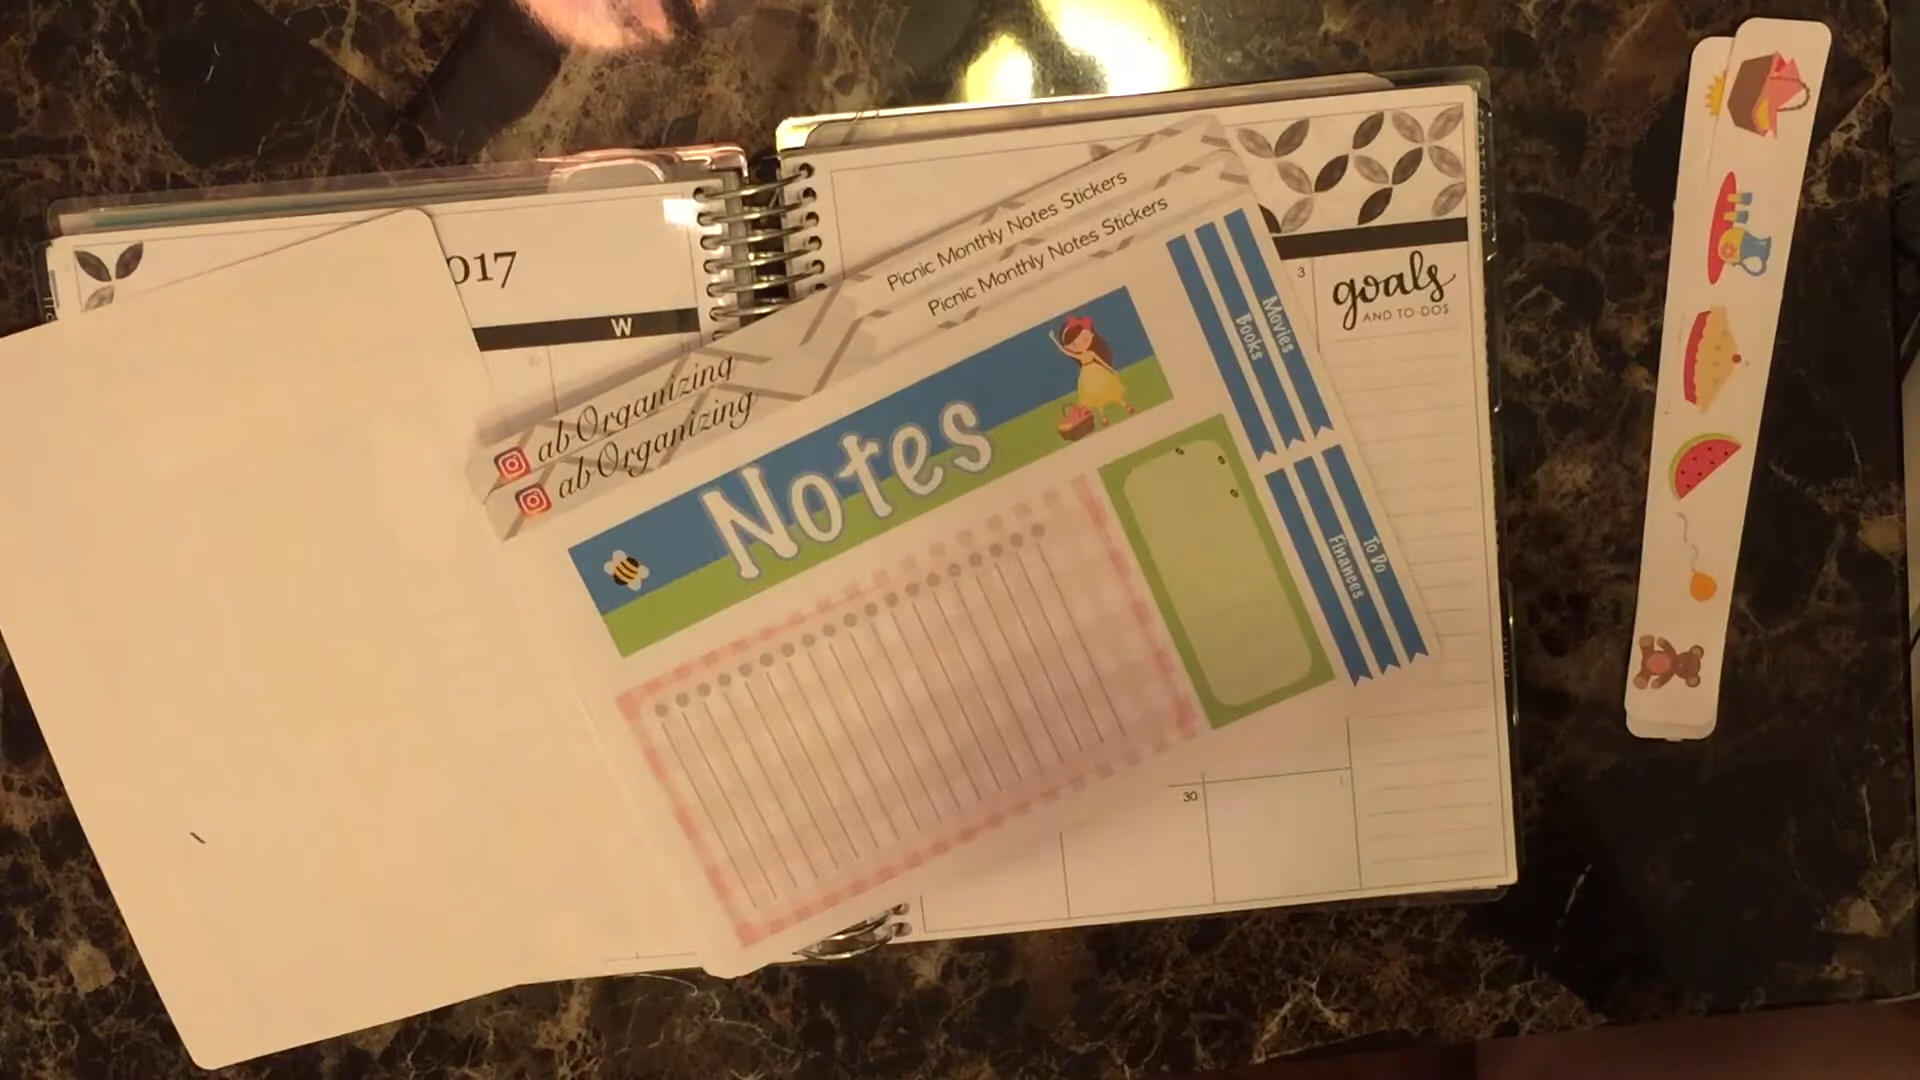 017
W
Picnic Monthly Notes Stickers
Picnic Monthly Notes Stickers
abOrganizing
abOrganizing
Notes
Movies
Books
To Do
Finances
3
goals
AND TO-DOS
30